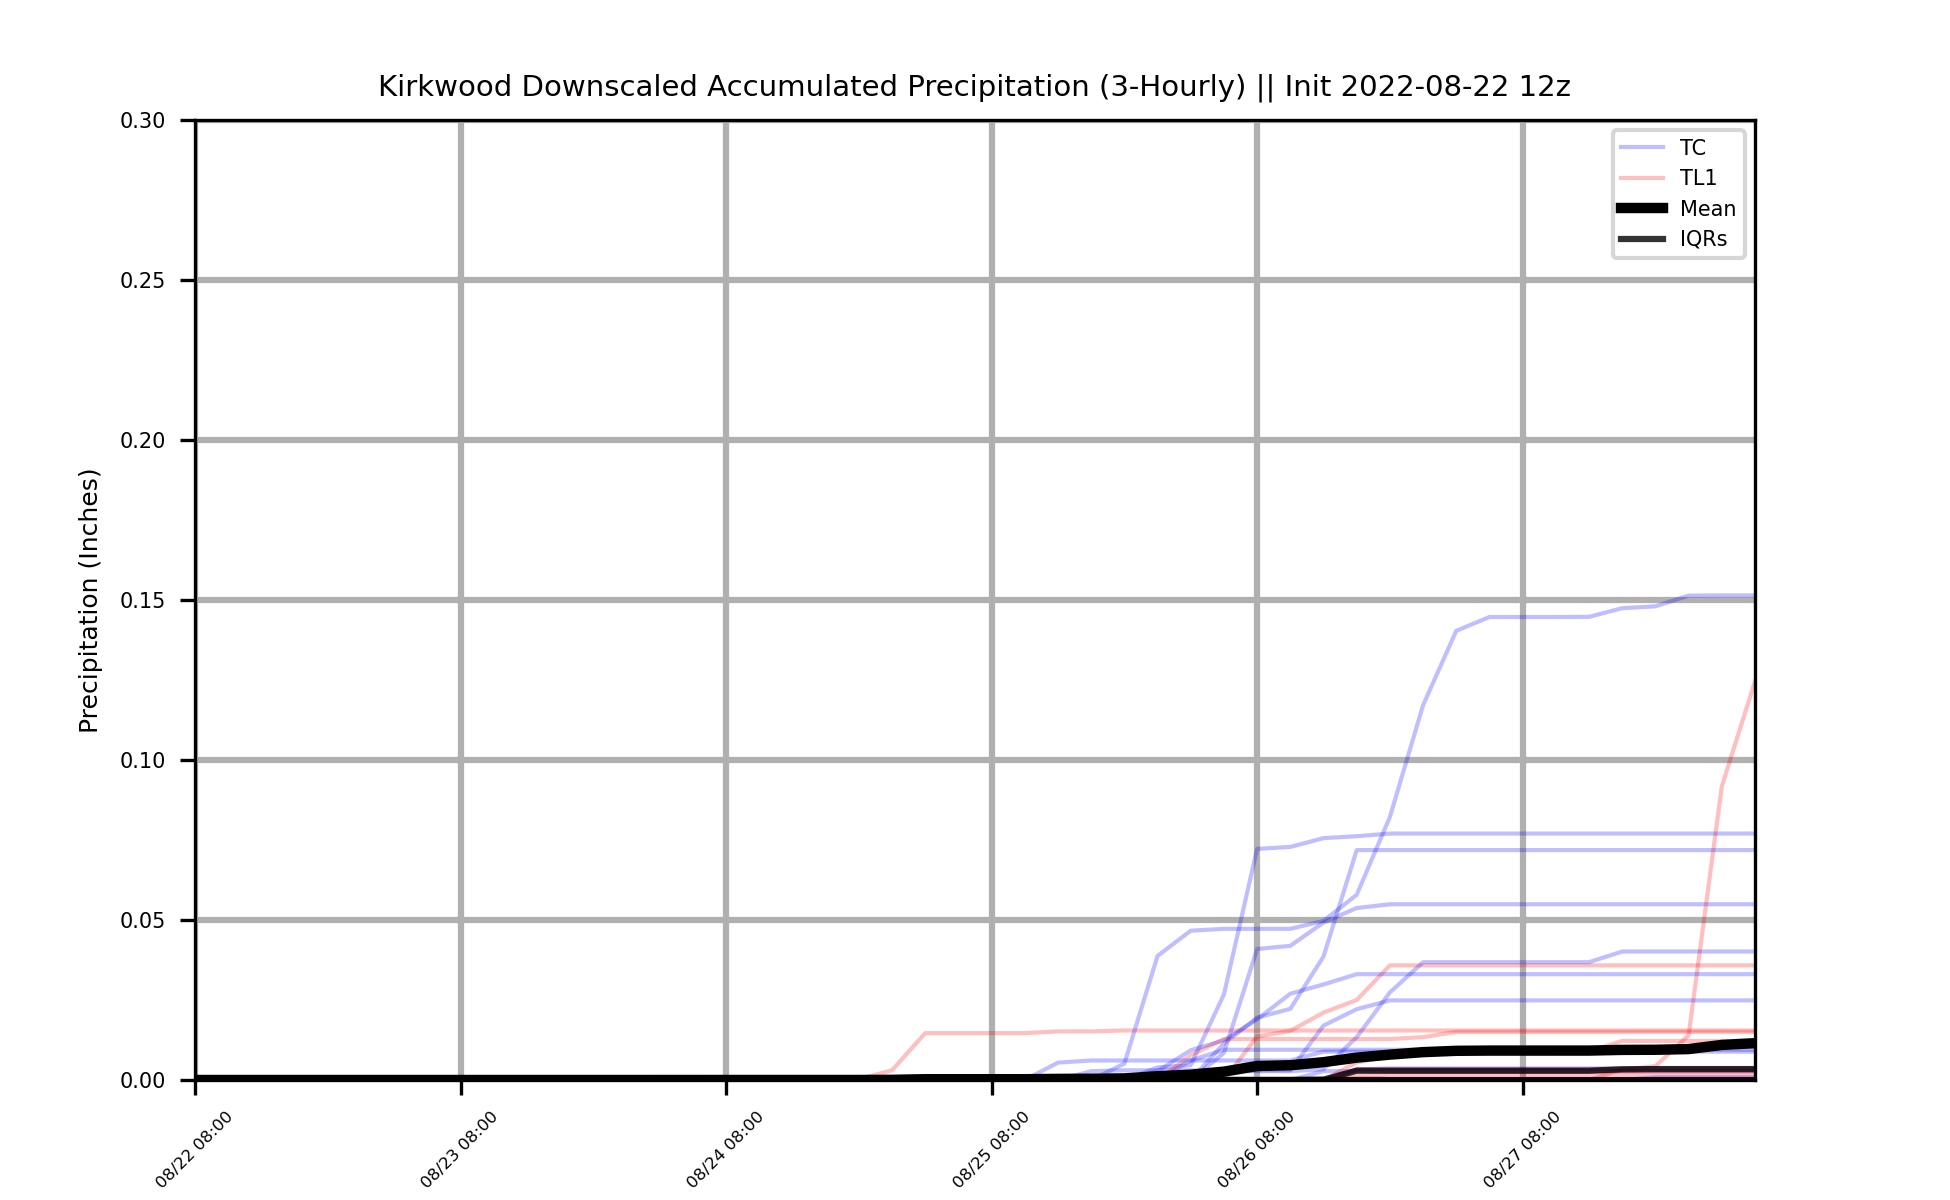 Kirkwood Downscaled Accumulated Precipitation (3-Hourly) || Init 2022-08-22 12z
TC
TL1
Mean
IQRs
Precipitation (Inches)
0.30
0.25
0.20
0.15
0.10
0.05
0.00
08/22 08:00
08/23 08:00
08/24 08:00
08/25 08:00
08/26 08:00
08/27 08:00